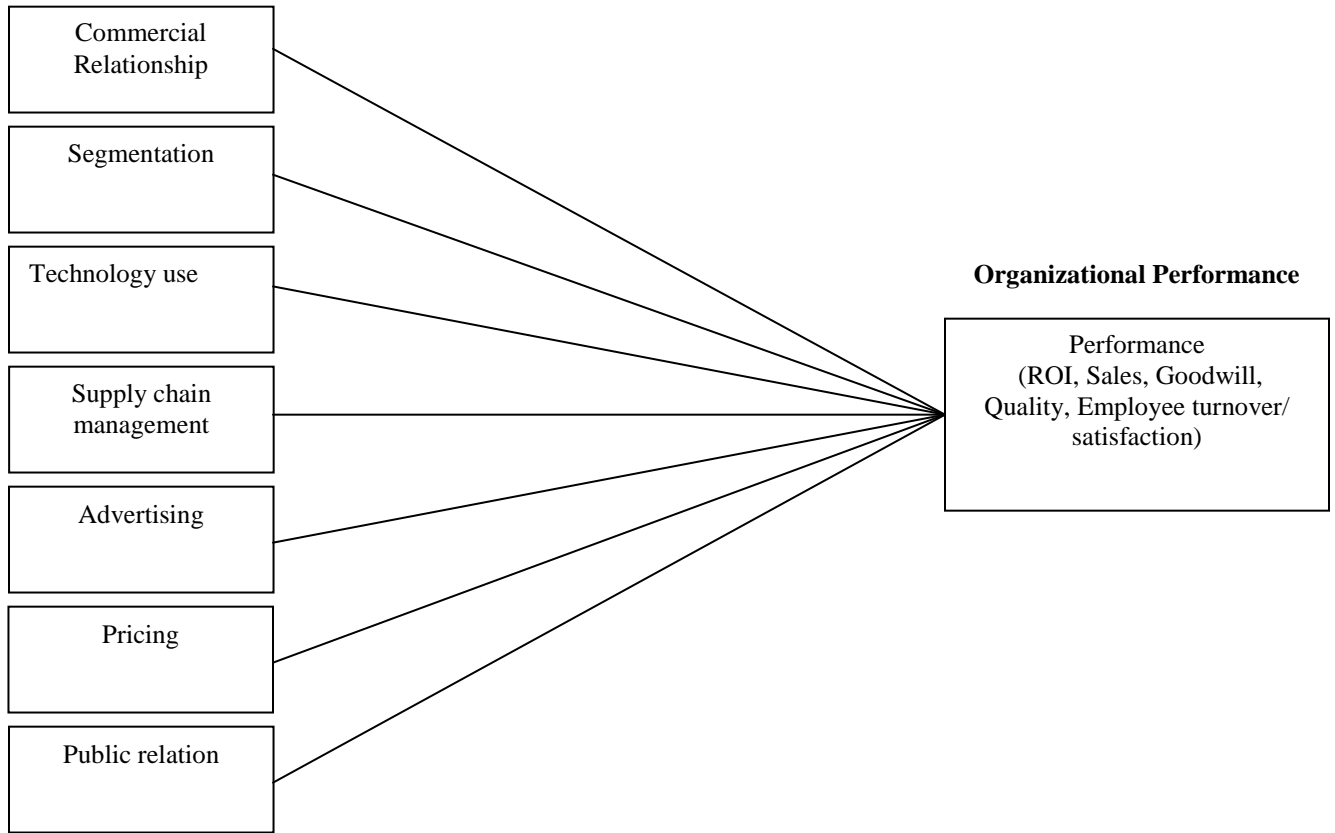 Commercial
Relationship
Segmentation
Technology use
Supply chain
management
Advertising
Pricing
Public relation
Organizational Performance
Performance
(ROI, Sales, Goodwill,
Quality, Employee turnover/
satisfaction)